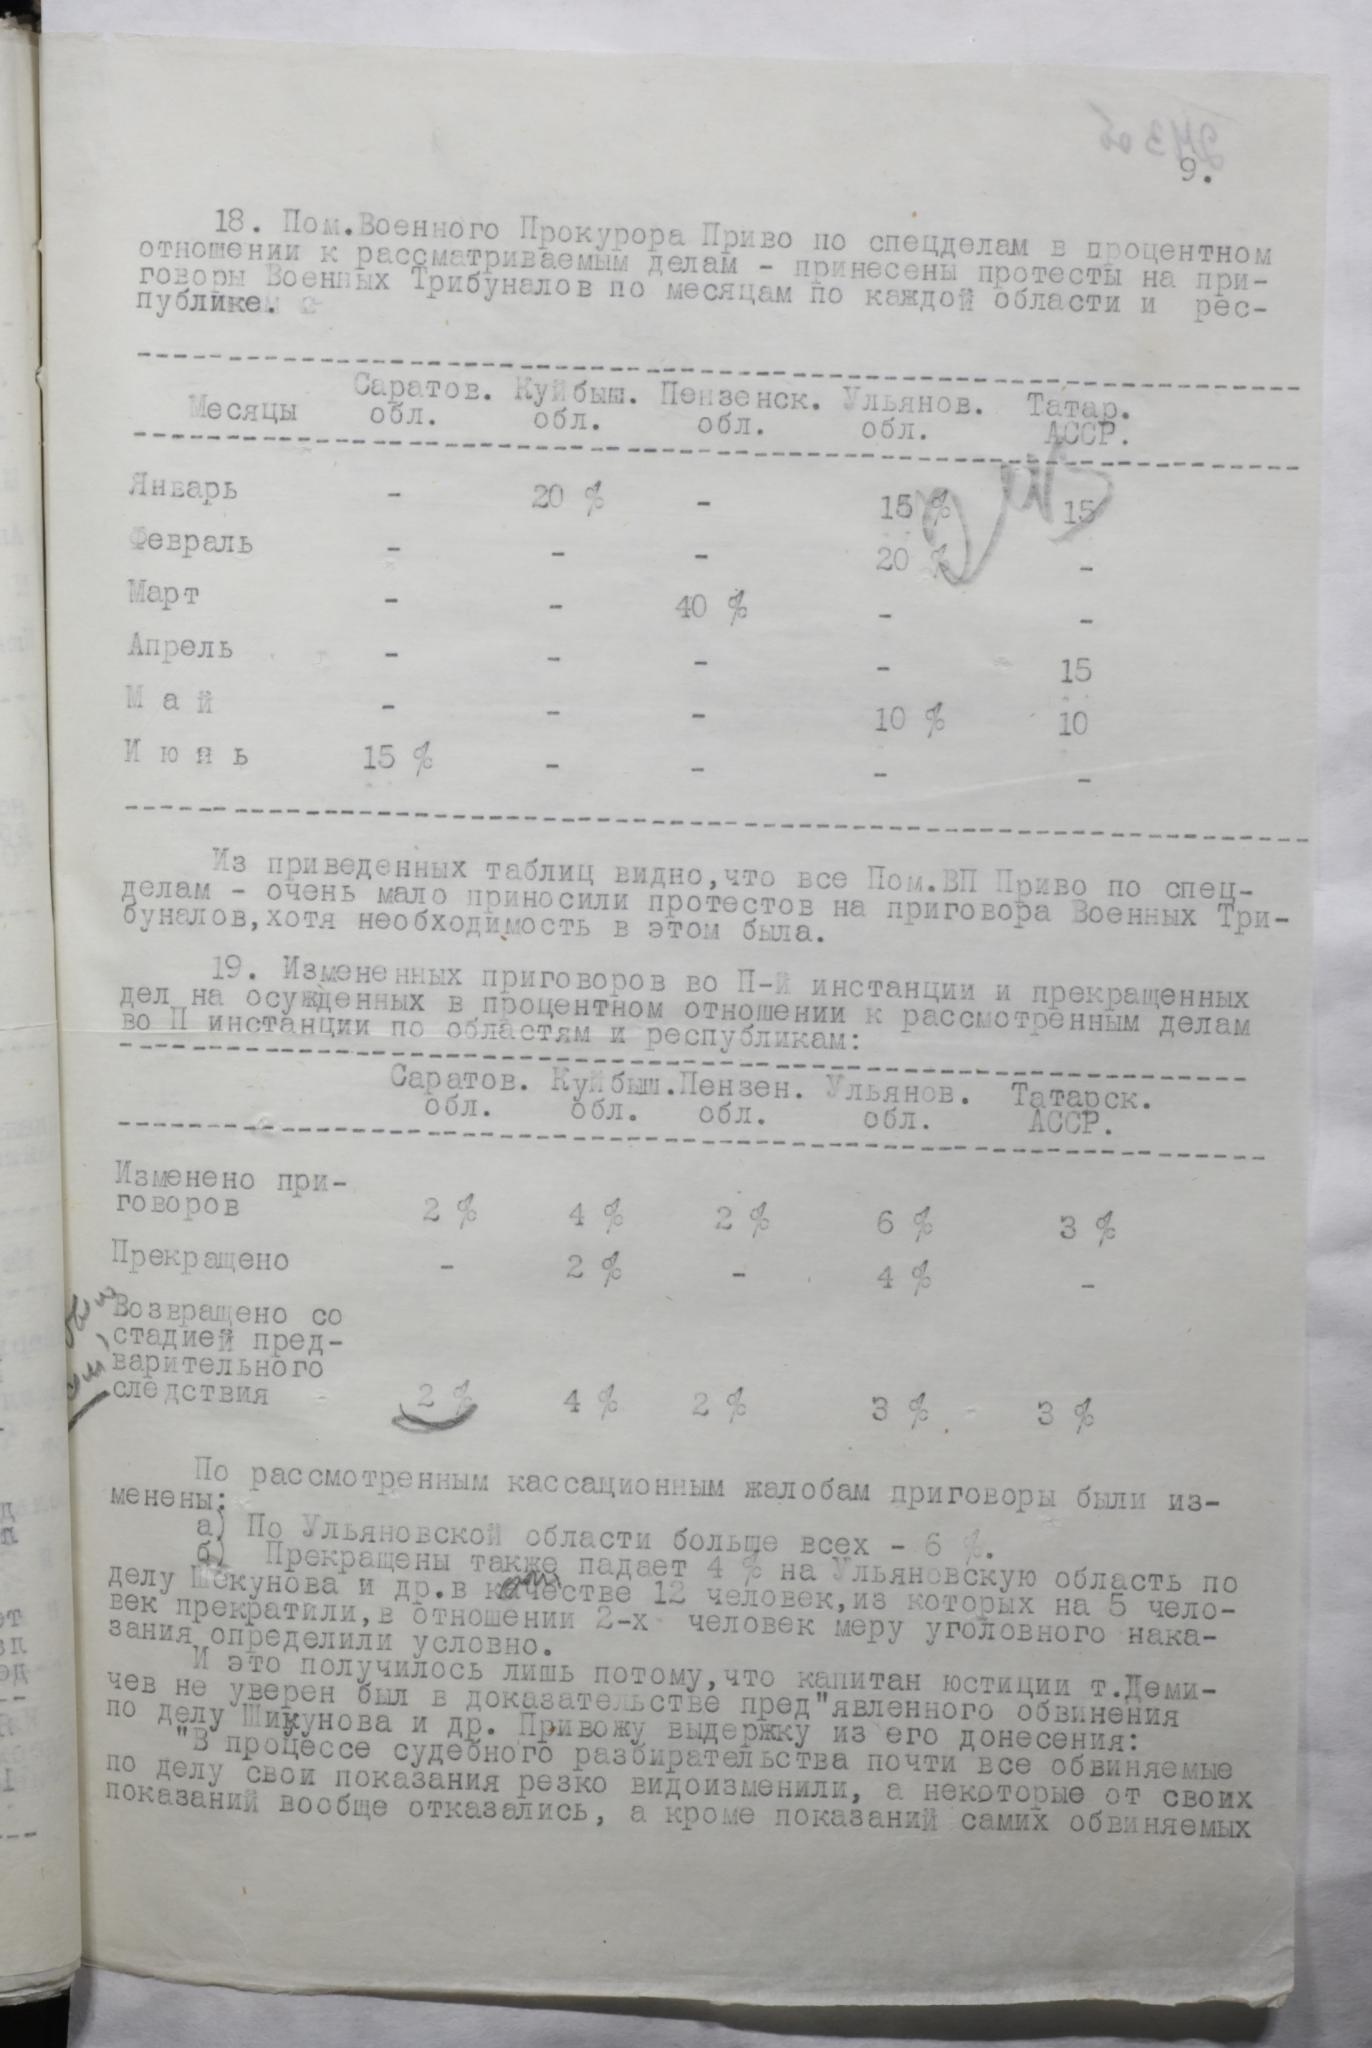 9.
18. Пом.Военного Прокурора Приво по спецделам в процентном
отношении к рассматриваемым делам - принесены протесты на при-
говоры Военных Трибуналов по месяцам по каждой области и рес-
публике.
Месяцы Саратов. обл. Куйбыш. обл. Пензенск. обл. Ульянов. обл. Татар. АССР.
Январь - 20 % - 15 % 15
Февраль - - - 20 % -
Март - - 40 % - -
Апрель - - - - 15
М а й - - - 10 % 10
И ю н ь 15 % - - - -
Из приведенных таблиц видно,что все Пом.ВП Приво по спец-
делам - очень мало приносили протестов на приговора Военных Три-
буналов,хотя необходимость в этом была.
19. Измененных приговоров во П-й инстанции и прекращенных
дел на осужденных в процентном отношении к рассмотренным делам
во П инстанции по областям и республикам:
Саратов. обл. Куйбыш. обл. Пензен. обл. Ульянов. обл. Татарск. АССР.
Изменено при-
говоров 2 % 4 % 2 % 6 % 3 %
Прекращено - 2 % - 4 % -
Возвращено со
стадией пред-
варительного
следствия 2 % 4 % 2 % 3 % 3 %
По рассмотренным кассационным жалобам приговоры были из-
менены:
а) По Ульяновской области больше всех - 6 %.
б) Прекращены также падает 4 % на Ульяновскую область по
делу Шекунова и др.в качестве 12 человек,из которых на 5 чело-
век прекратили,в отношении 2-х человек меру уголовного нака-
зания определили условно.
И это получилось лишь потому,что капитан юстиции т.Деми-
чев не уверен был в доказательстве пред"явленного обвинения
по делу Шикунова и др. Привожу выдержку из его донесения:
"В процессе судебного разбирательства почти все обвиняемые
по делу свои показания резко видоизменили, а некоторые от своих
показаний вообще отказались, а кроме показаний самих обвиняемых